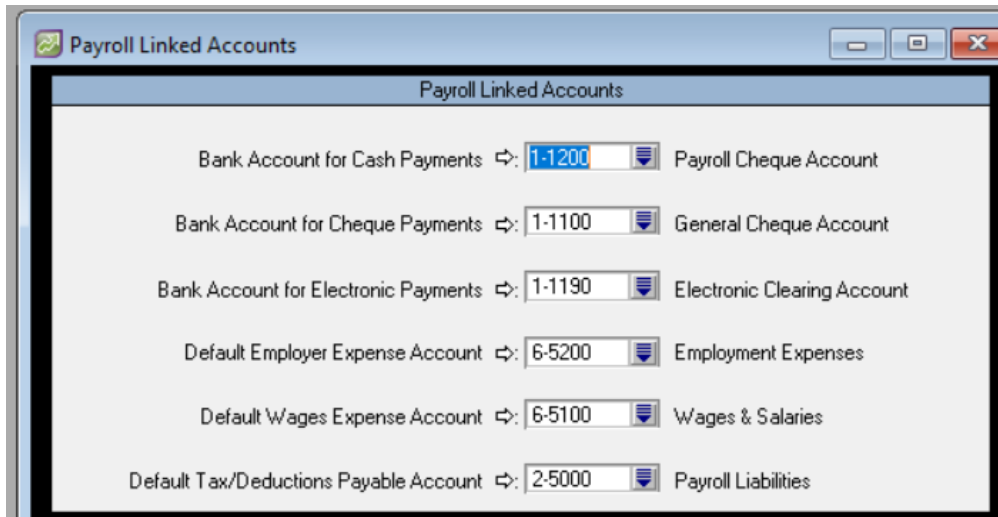 Payroll Linked Accounts
Payroll Linked Accounts
Bank Account for Cash Payments ➪: 1-1200 Payroll Cheque Account
Bank Account for Cheque Payments ➪: 1-1100 General Cheque Account
Bank Account for Electronic Payments ➪: 1-1190 Electronic Clearing Account
Default Employer Expense Account ➪: 6-5200 Employment Expenses
Default Wages Expense Account ➪: 6-5100 Wages & Salaries
Default Tax/Deductions Payable Account ➪: 2-5000 Payroll Liabilities